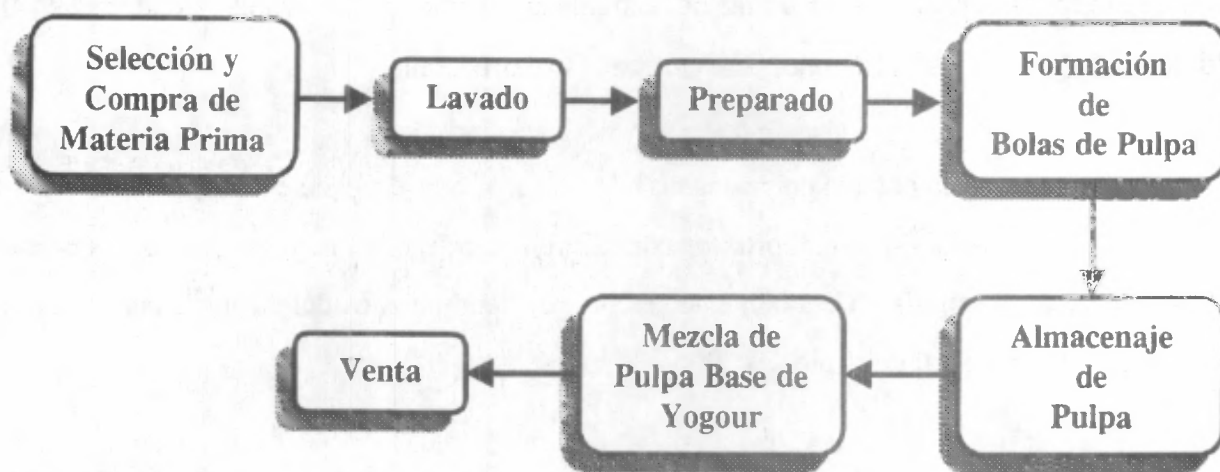 Selección y
Compra de
Materia Prima
Lavado
Preparado
Formación
de
Bolas de Pulpa
Almacenaje
de
Pulpa
Mezcla de
Pulpa Base de
Yogour
Venta